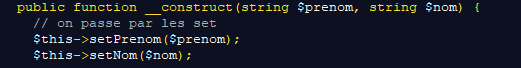 public function __construct(string $prenom, string $nom) {
// on passe par les set
$this->setPrenom($prenom);
$this->setNom($nom);